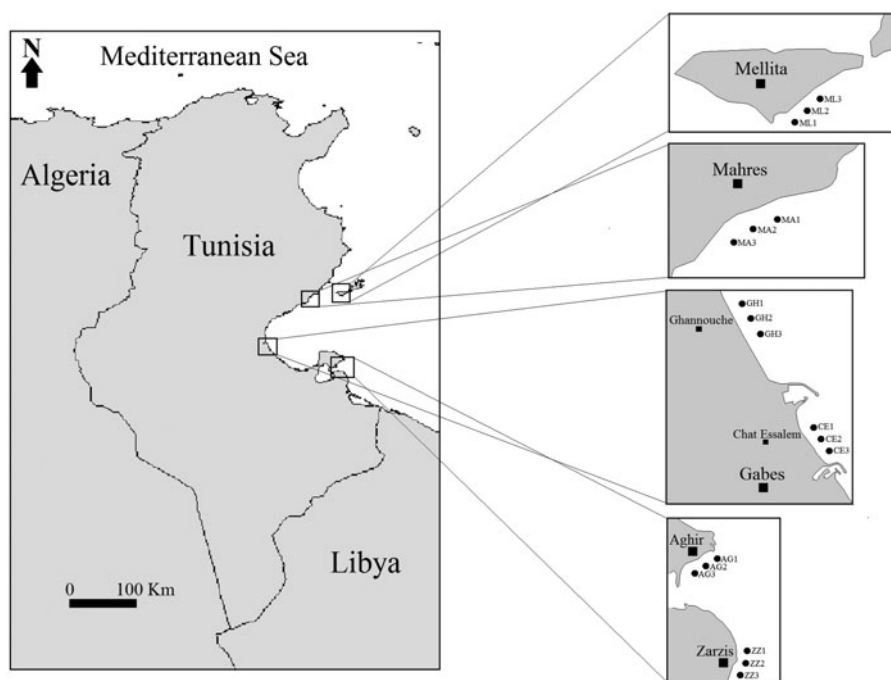 N
Mediterranean Sea
Algeria
Tunisia
Libya
0 100 Km
Mellita
ML3
ML2
ML1
Mahres
MA1
MA2
MA3
GH1
Ghannouche
GH2
GH3
CE1
Chat Essalem
CE2
CE3
Gabes
Aghir
AG1
AG2
AG3
Zarzis
ZZ1
ZZ2
ZZ3